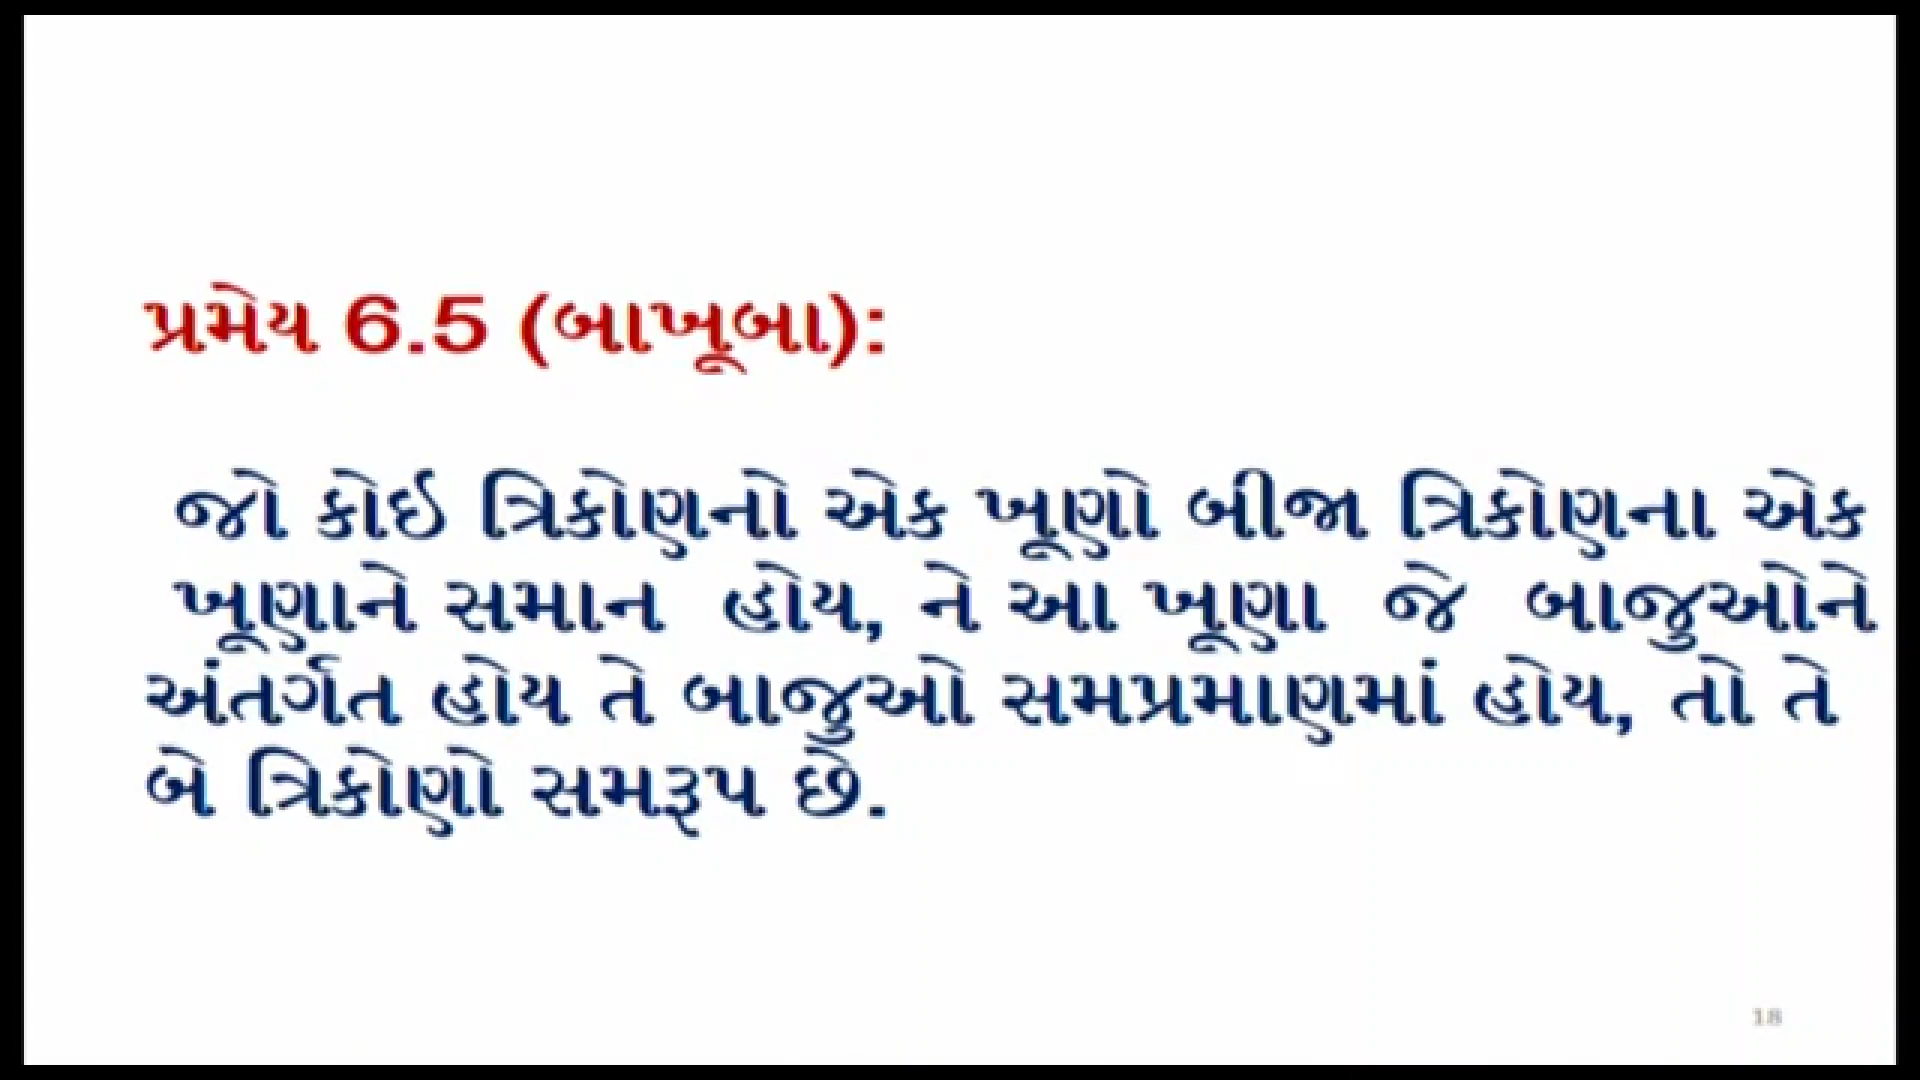 પ્રમેય 6.5 (બાખૂબા):
જો કોઈ ત્રિકોણનો એક ખૂણો બીજા ત્રિકોણના એક
ખૂણાને સમાન હોય, ને આ ખૂણા જે બાજુઓને
અંતર્ગત હોય તે બાજુઓ સમપ્રમાણમાં હોય, તો તે
બે ત્રિકોણો સમરૂપ છે.
18